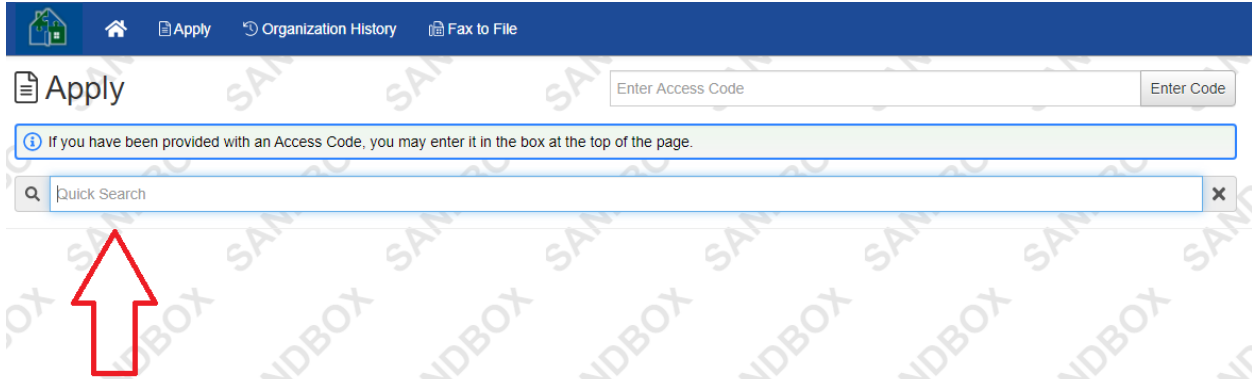 Apply Organization History Fax to File
Apply Enter Access Code Enter Code
If you have been provided with an Access Code, you may enter it in the box at the top of the page.
Quick Search
SANDBOX